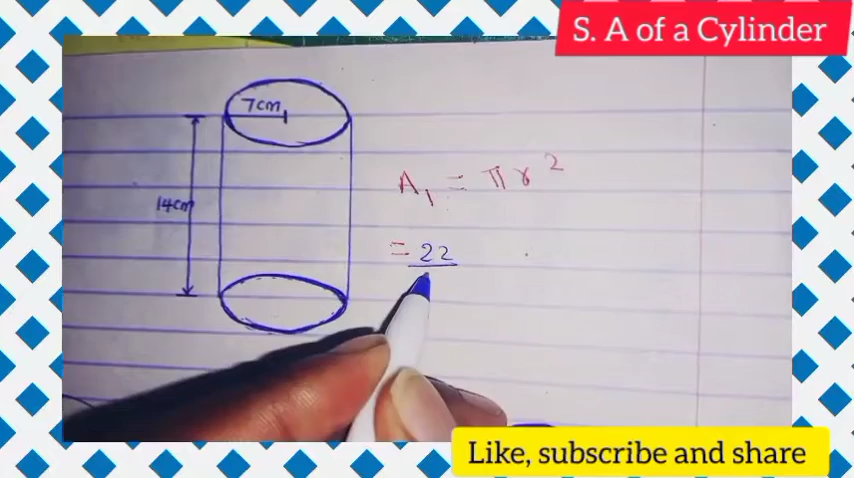 S. A of a Cylinder
7cm
14cm
A₁ = πr²
= 22
Like, subscribe and share